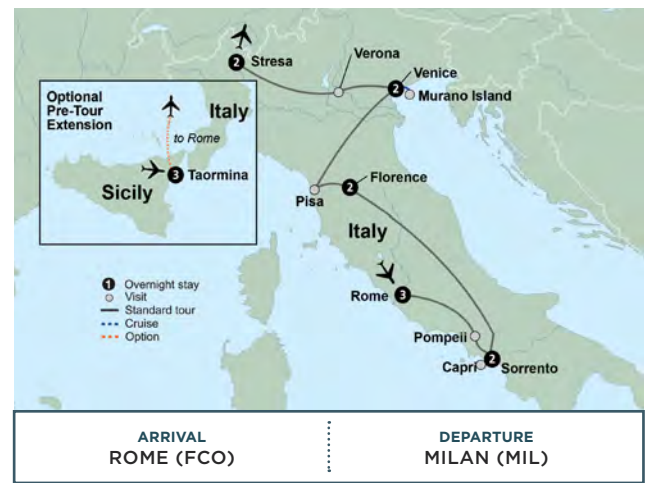 Stresa
2
Verona
Venice
2
Murano Island
Optional
Pre-Tour
Extension
Italy
to Rome
3
Taormina
Sicily
Florence
2
Pisa
Italy
Rome
3
1 Overnight stay
Visit
Standard tour
Cruise
Option
Pompeii
Capri
2
Sorrento
ARRIVAL
ROME (FCO)
DEPARTURE
MILAN (MIL)